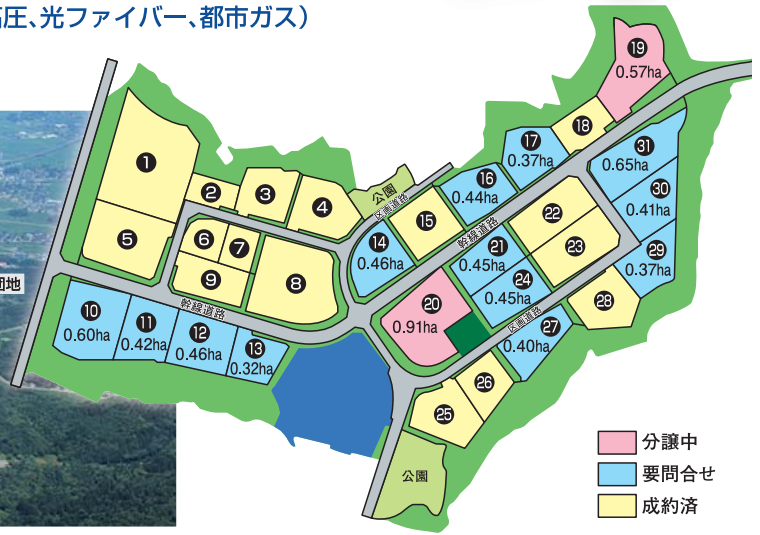 圧、光ファイバー、都市ガス）
19
0.57ha
18
17
0.37ha
31
0.65ha
16
0.44ha
30
0.41ha
1
2
3
4
公園
区画道路
15
22
幹線道路
23
29
0.37ha
5
6
7
8
9
14
0.46ha
21
0.45ha
24
0.45ha
28
団地
幹線道路
20
0.91ha
区画道路
27
0.40ha
10
0.60ha
11
0.42ha
12
0.46ha
13
0.32ha
26
25
公園
分譲中
要問合せ
成約済